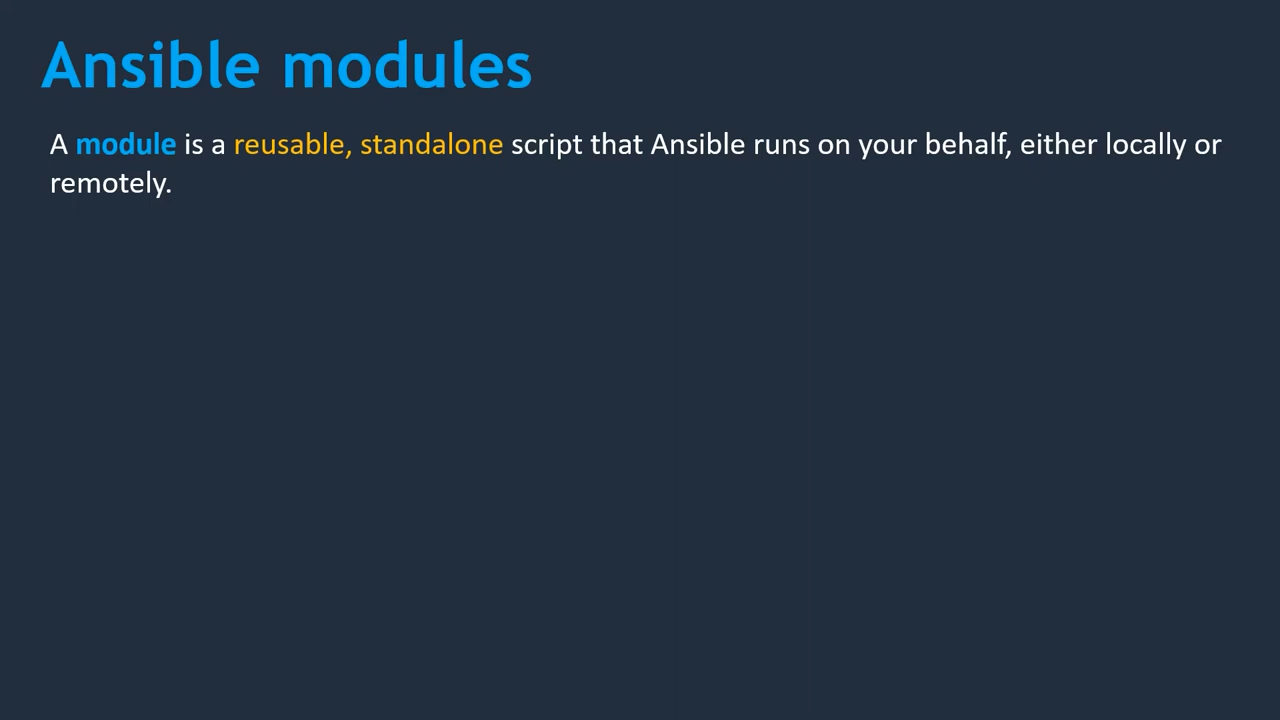 Ansible modules
A module is a reusable, standalone script that Ansible runs on your behalf, either locally or
remotely.